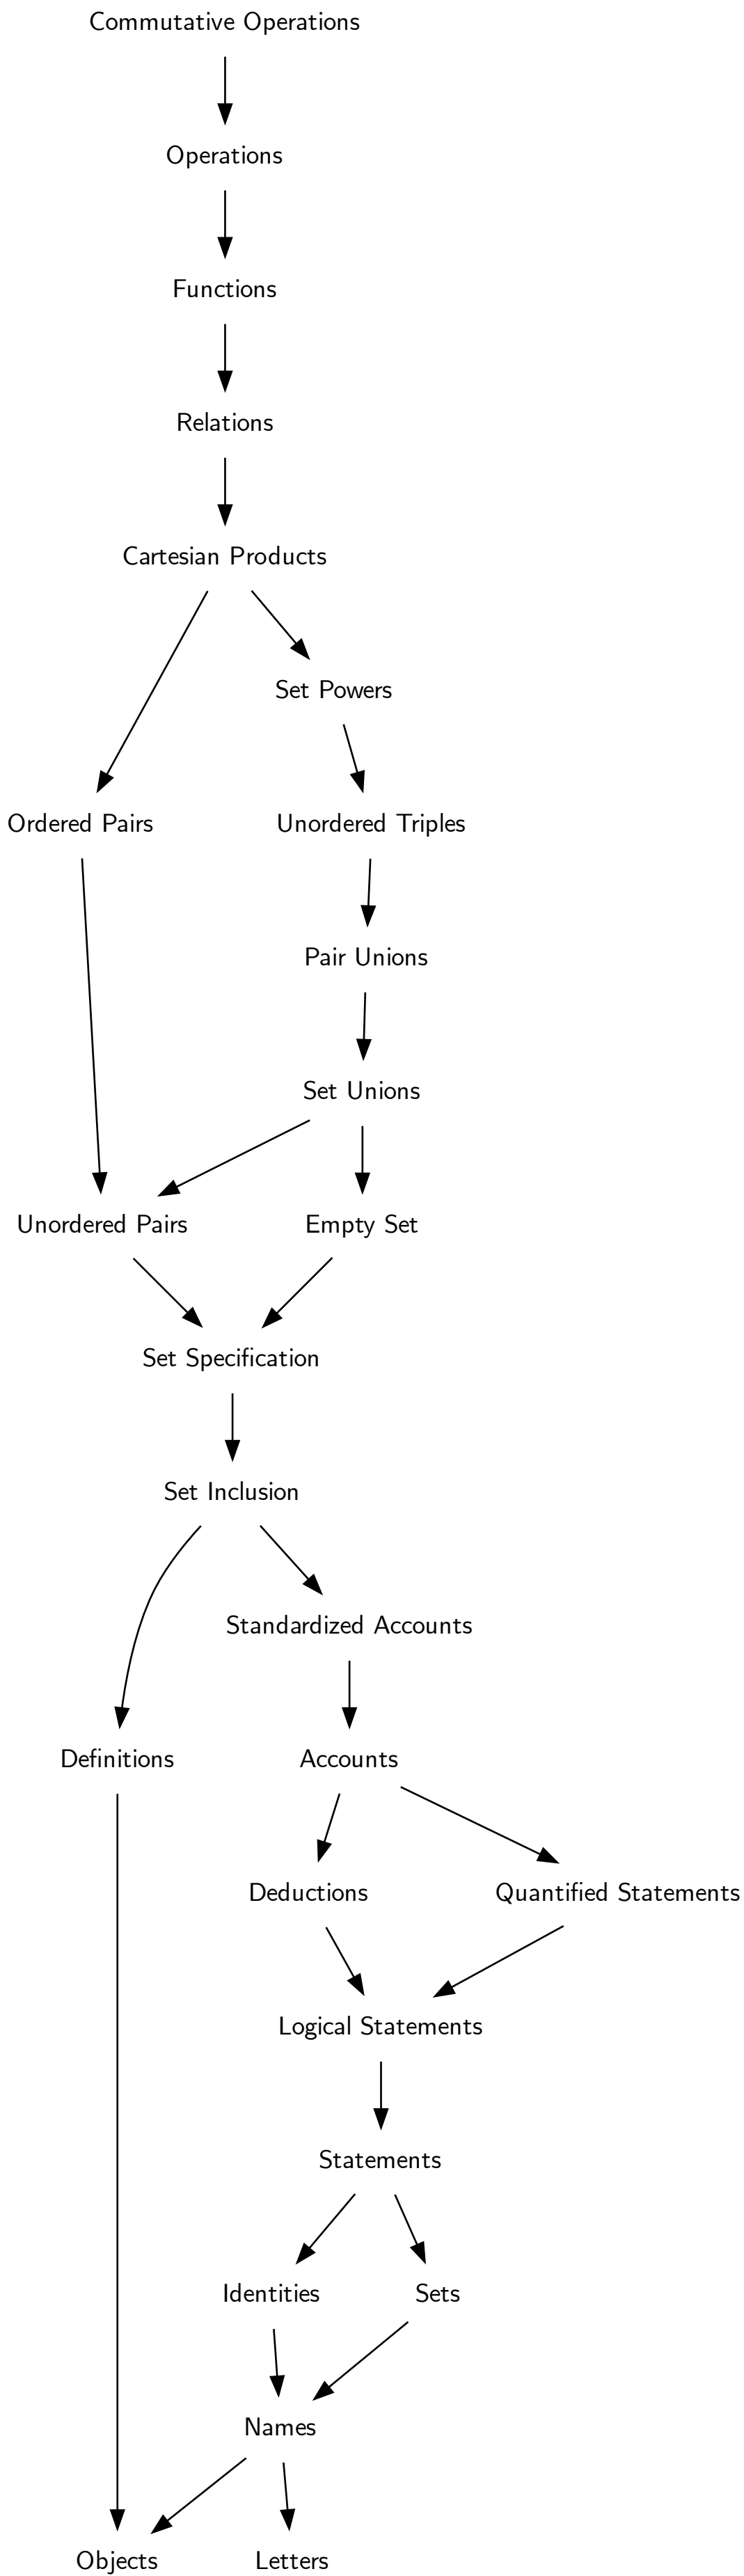 Commutative Operations
Operations
Functions
Relations
Cartesian Products
Set Powers
Ordered Pairs
Unordered Triples
Pair Unions
Set Unions
Unordered Pairs
Empty Set
Set Specification
Set Inclusion
Standardized Accounts
Definitions
Accounts
Deductions
Quantified Statements
Logical Statements
Statements
Identities
Sets
Names
Objects
Letters